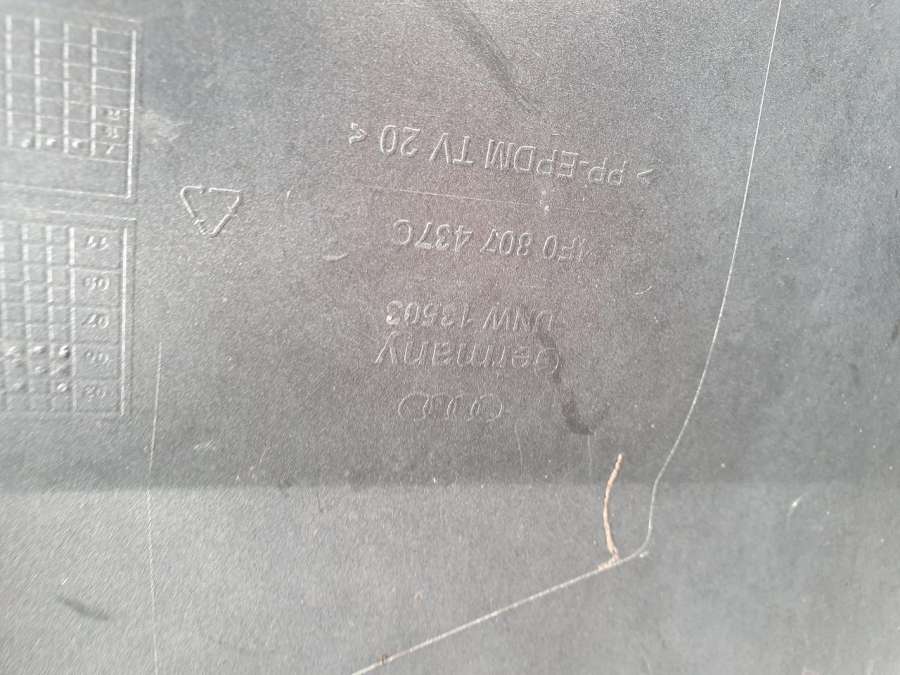 Germany
DNW 13503
4F0 807 437C
> PP.EPDM TV 20 <